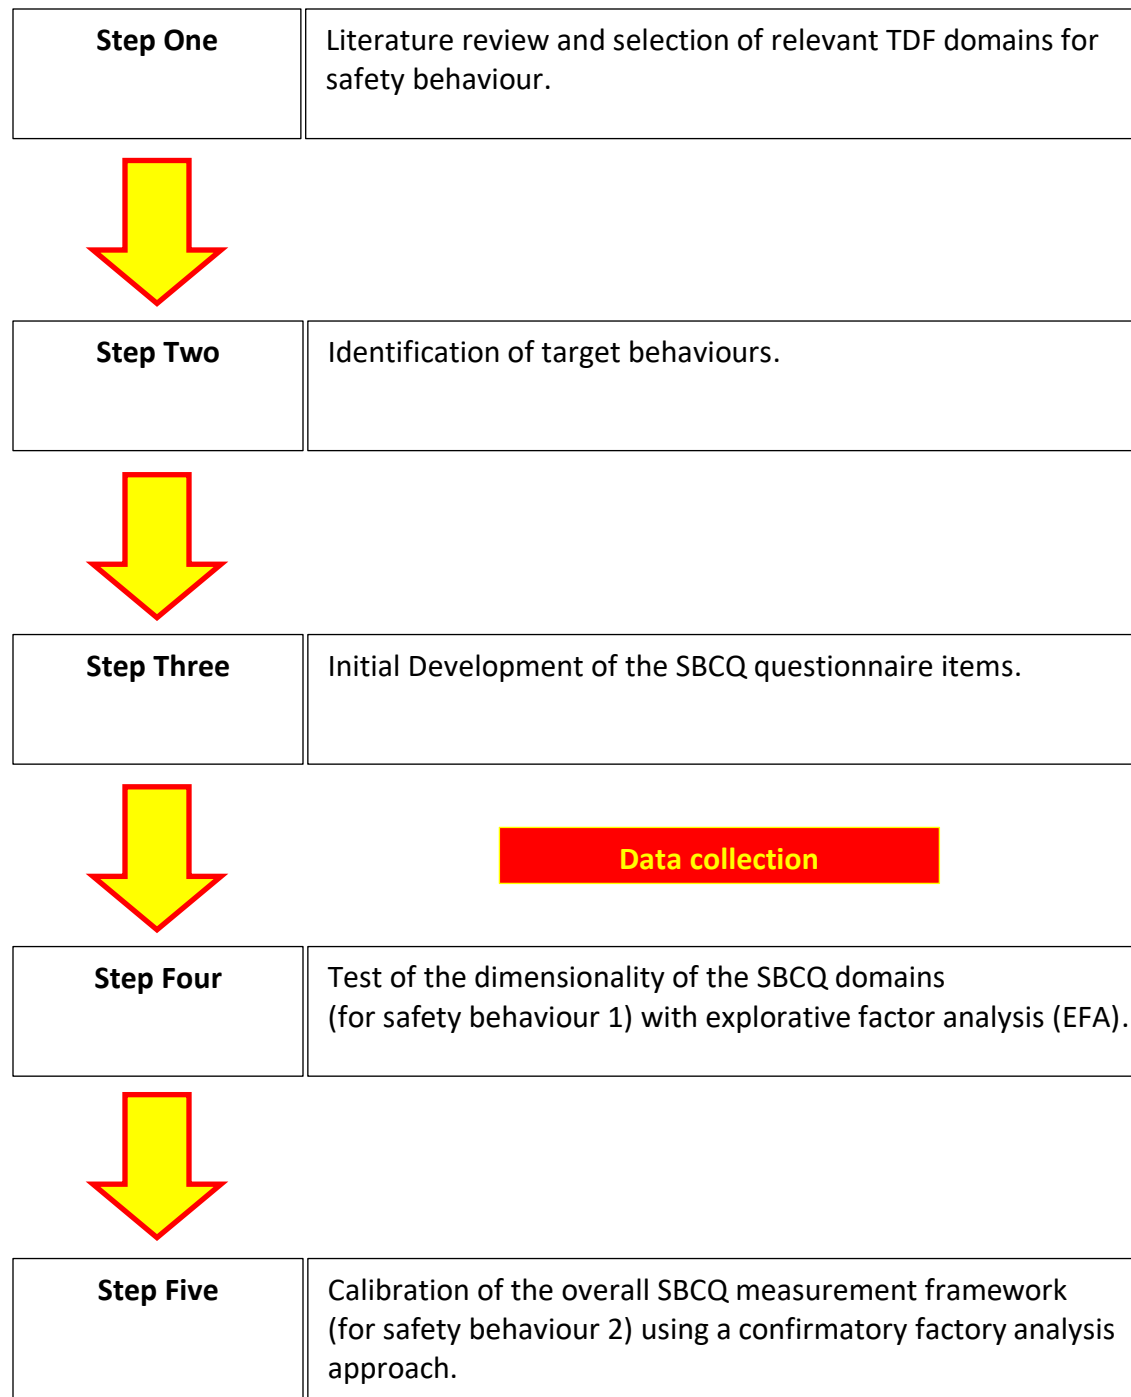 Step One
Literature review and selection of relevant TDF domains for
safety behaviour.
Step Two
Identification of target behaviours.
Step Three
Initial Development of the SBCQ questionnaire items.
Data collection
Step Four
Test of the dimensionality of the SBCQ domains
(for safety behaviour 1) with explorative factor analysis (EFA).
Step Five
Calibration of the overall SBCQ measurement framework
(for safety behaviour 2) using a confirmatory factory analysis
approach.